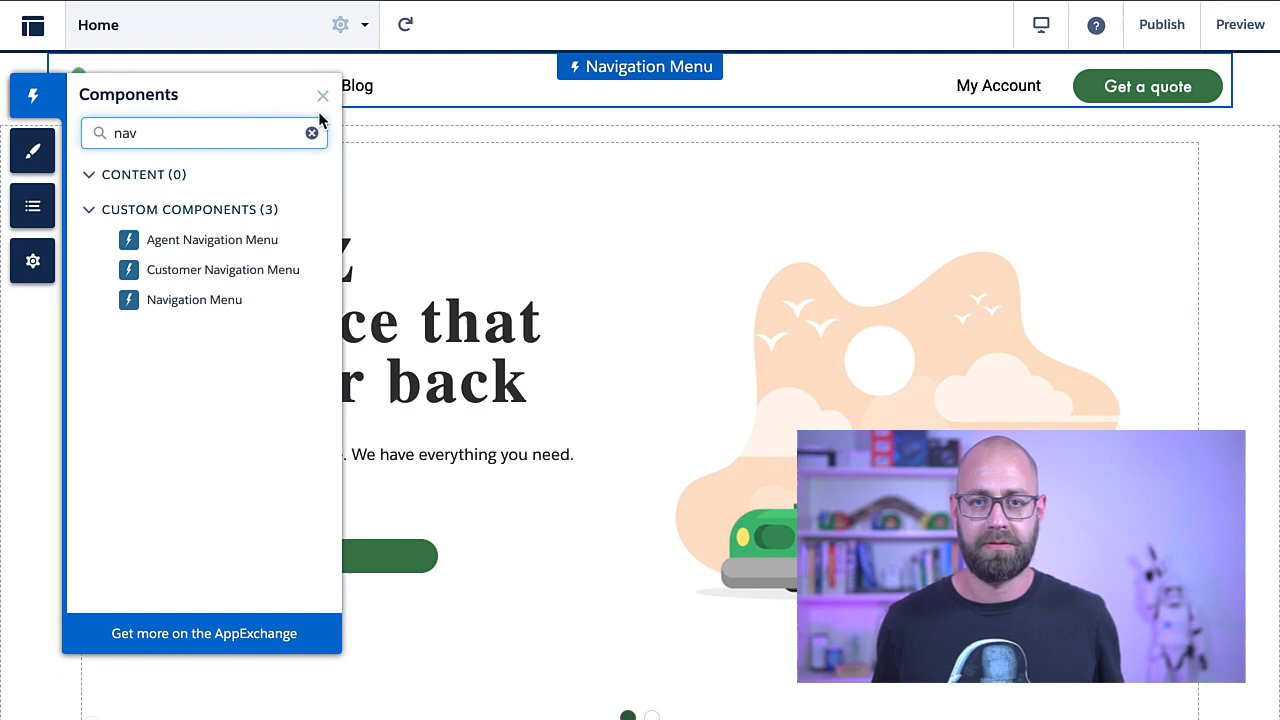 Home
Publish
Preview
Navigation Menu
Blog
My Account
Get a quote
Components
nav
CONTENT (0)
CUSTOM COMPONENTS (3)
Agent Navigation Menu
Customer Navigation Menu
Navigation Menu
Get more on the AppExchange
ce that
r back
. We have everything you need.